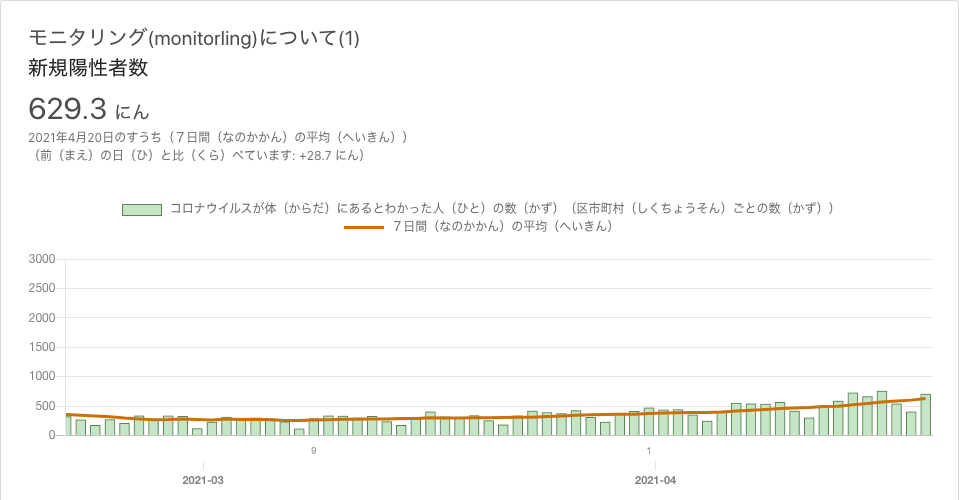 モニタリング(monitorling)について(1)
新規陽性者数
629.3 にん
2021年4月20日のすうち（７日間（なのかかん）の平均（へいきん））
（前（まえ）の日（ひ）と比（くら）べています: +28.7 にん）
コロナウイルスが体（からだ）にあるとわかった人（ひと）の数（かず）（区市町村（しくちょうそん）ごとの数（かず））
７日間（なのかかん）の平均（へいきん）
3000
2500
2000
1500
1000
500
0
9 1
2021-03 2021-04